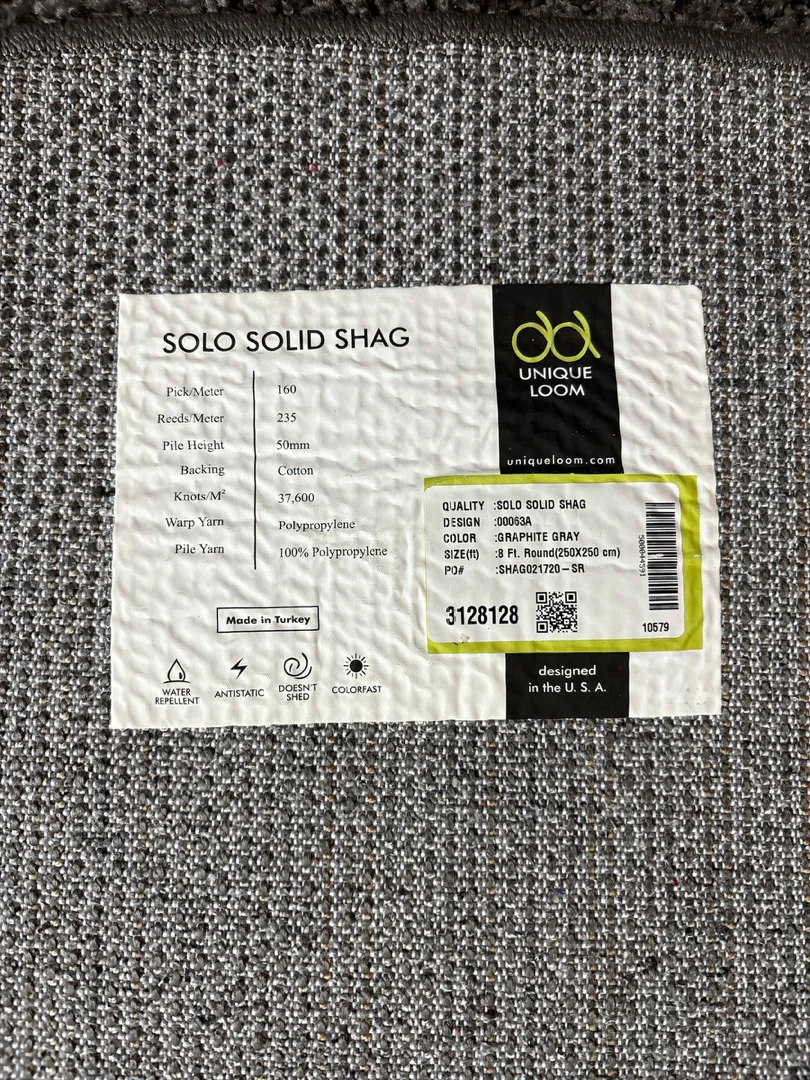 SOLO SOLID SHAG
Pick/Meter 160
Reeds/Meter 235
Pile Height 50mm
Backing Cotton
Knots/M² 37,600
Warp Yarn Polypropylene
Pile Yarn 100% Polypropylene
Made in Turkey
WATER
REPELLENT
ANTISTATIC
DOESN'T
SHED
COLORFAST
UNIQUE
LOOM
uniqueloom.com
QUALITY :SOLO SOLID SHAG
DESIGN :00063A
COLOR :GRAPHITE GRAY
SIZE(ft) :8 Ft. Round(250X250 cm)
PO# :SHAG021720-SR
3128128
500044591
10579
designed
in the U. S. A.